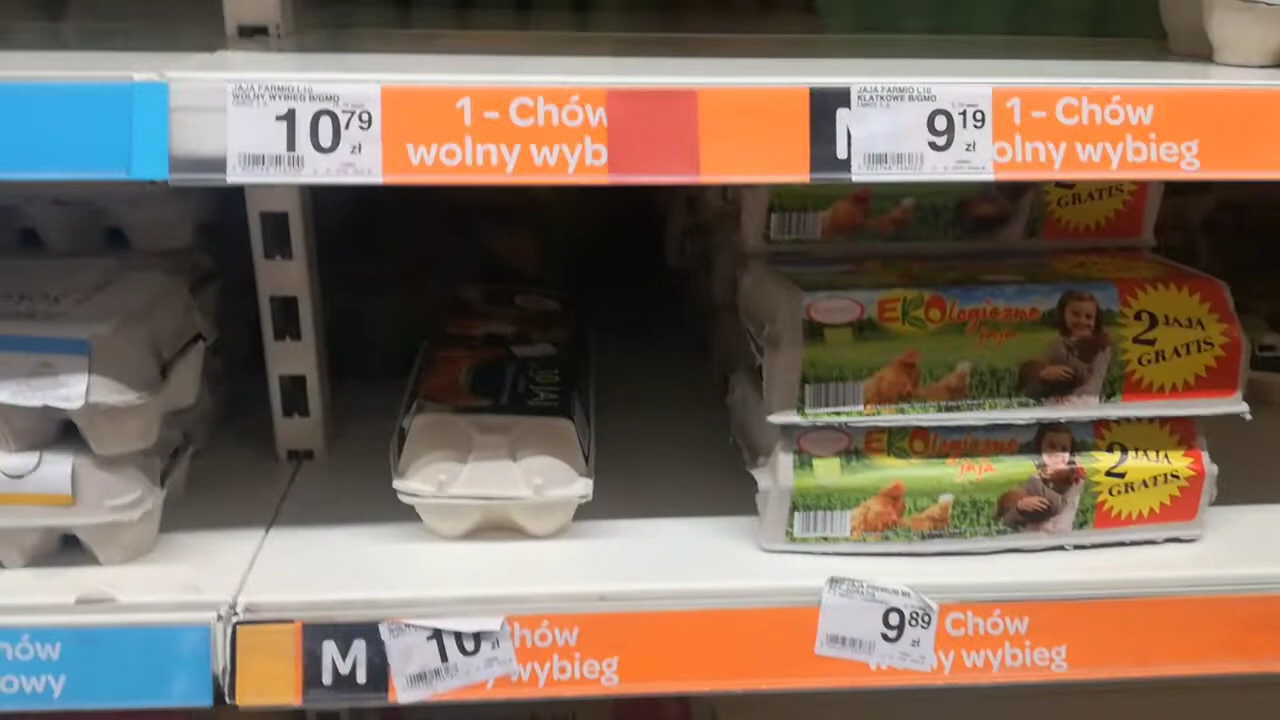 JAJA FARMIO L10
WOLNY WYBIEG B/GMO
10 79
zł
1 - Chów
wolny wyb
JAJA FARMIO L10
KLATKOWE B/GMO
9 19
zł
1 - Chów
olny wybieg
GRATIS
EKOlogiczne
jaja
2 JAJA
GRATIS
EKOlogiczne
jaja
2 JAJA
GRATIS
hów
owy
M
10
zł
hów
wybieg
9 89
zł
Chów
wybieg